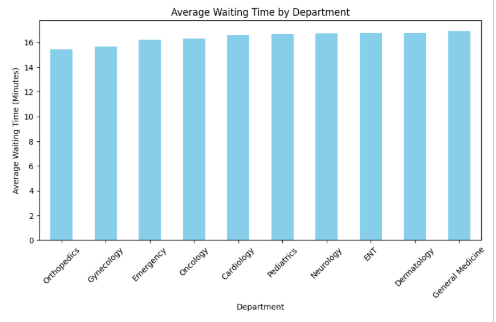 Average Waiting Time by Department
Average Waiting Time (Minutes)
16
14
12
10
8
6
4
2
0
Orthopedics
Gynecology
Emergency
Oncology
Cardiology
Pediatrics
Neurology
ENT
Dermatology
General Medicine
Department